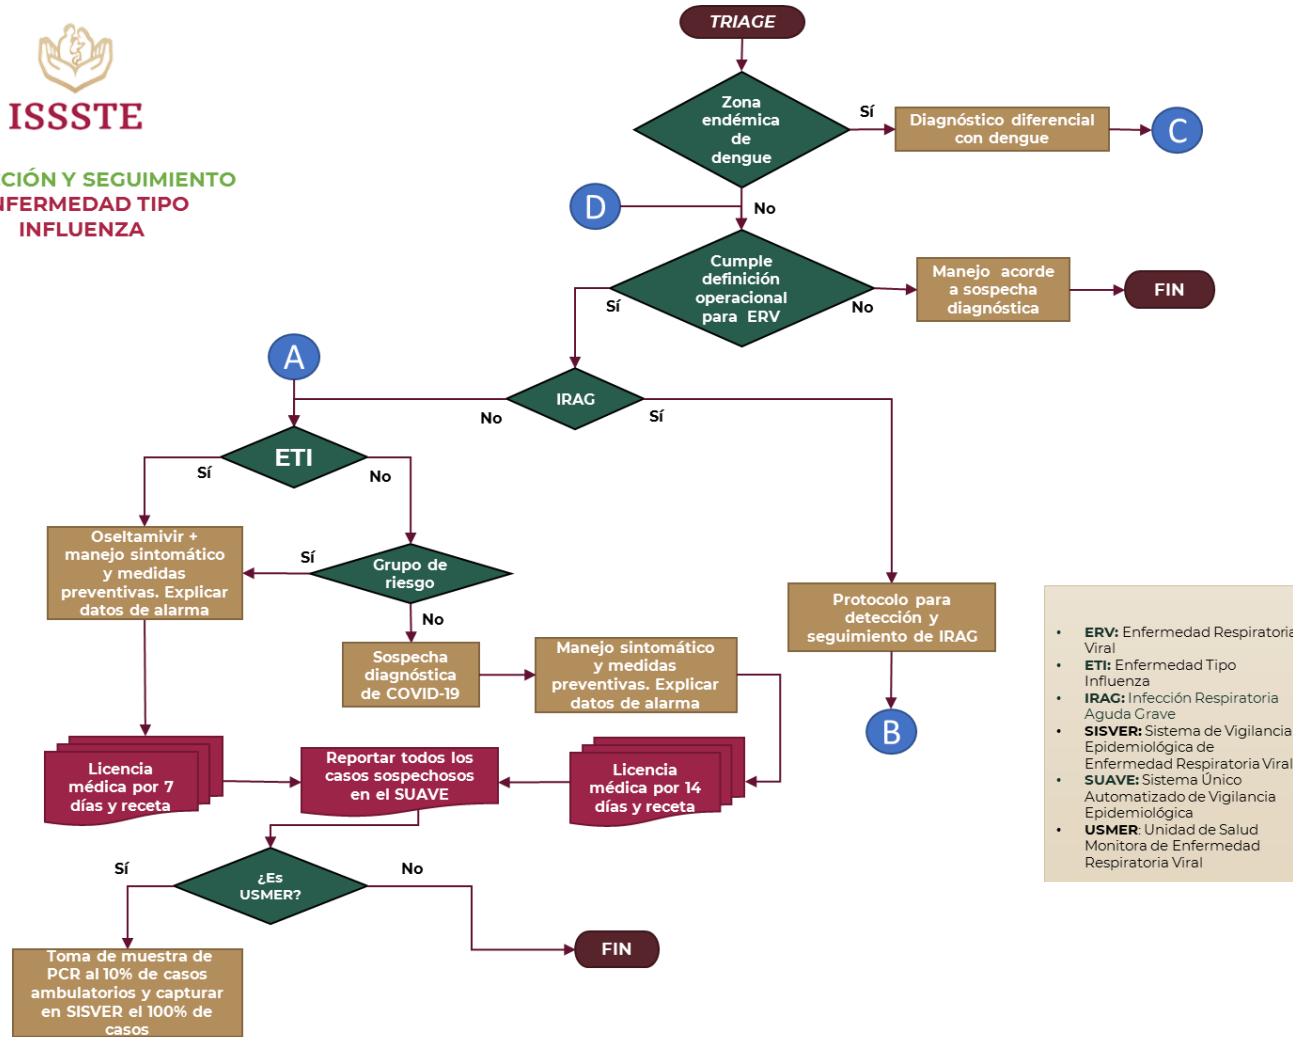 TRIAGE
ISSSTE
CCIÓN Y SEGUIMIENTO
NFERMEDAD TIPO
INFLUENZA
Zona
endémica
de
dengue
Sí
Diagnóstico diferencial
con dengue
C
D
No
Cumple
definición
operacional
para ERV
Sí
No
Manejo acorde
a sospecha
diagnóstica
FIN
A
IRAG
No
Sí
ETI
Sí
No
Oseltamivir +
manejo sintomático
y medidas
preventivas. Explicar
datos de alarma
Sí
Grupo de
riesgo
No
Sospecha
diagnóstica
de COVID-19
Manejo sintomático
y medidas
preventivas. Explicar
datos de alarma
Protocolo para
detección y
seguimiento de IRAG
B
Licencia
médica por 7
días y receta
Reportar todos los
casos sospechosos
en el SUAVE
Licencia
médica por 14
días y receta
¿Es
USMER?
Sí
No
FIN
Toma de muestra de
PCR al 10% de casos
ambulatorios y capturar
en SISVER el 100% de
casos
• ERV: Enfermedad Respiratoria
Viral
• ETI: Enfermedad Tipo
Influenza
• IRAG: Infección Respiratoria
Aguda Grave
• SISVER: Sistema de Vigilancia
Epidemiológica de
Enfermedad Respiratoria Viral
• SUAVE: Sistema Único
Automatizado de Vigilancia
Epidemiológica
• USMER: Unidad de Salud
Monitora de Enfermedad
Respiratoria Viral